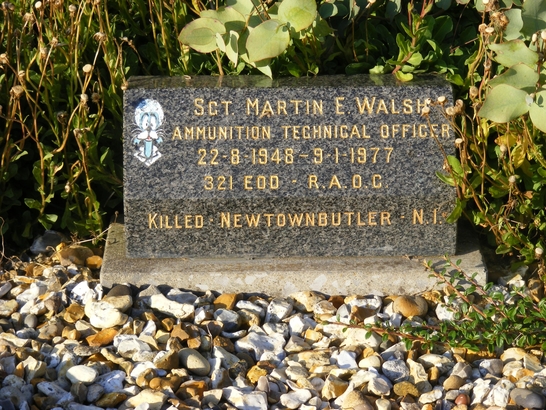 SGT MARTIN E WALSH
AMMUNITION TECHNICAL OFFICER
22-8-1948-9-1-1977
321 EOD - R.A.O.C
KILLED - NEWTOWNBUTLER - N.I.